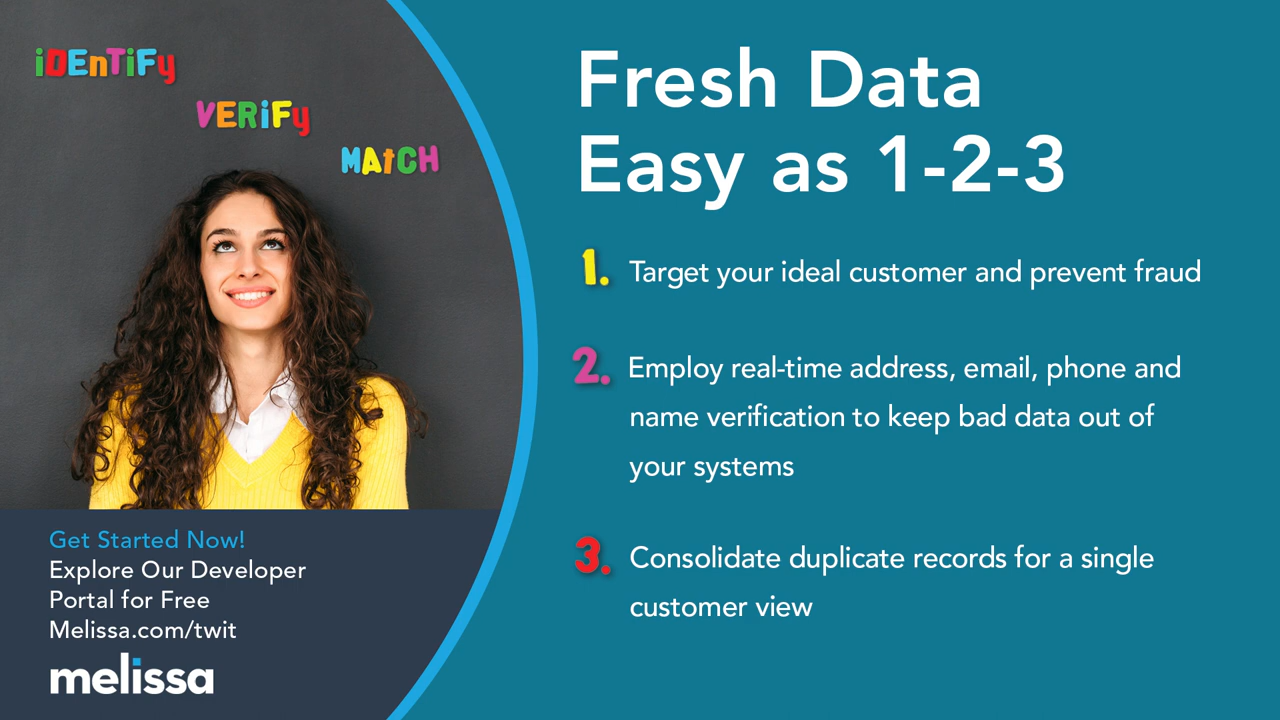 iDEnTiFy
VERiFy
MAtCH
Fresh Data
Easy as 1-2-3
1. Target your ideal customer and prevent fraud
2. Employ real-time address, email, phone and
name verification to keep bad data out of
your systems
3. Consolidate duplicate records for a single
customer view
Get Started Now!
Explore Our Developer
Portal for Free
Melissa.com/twit
melissa